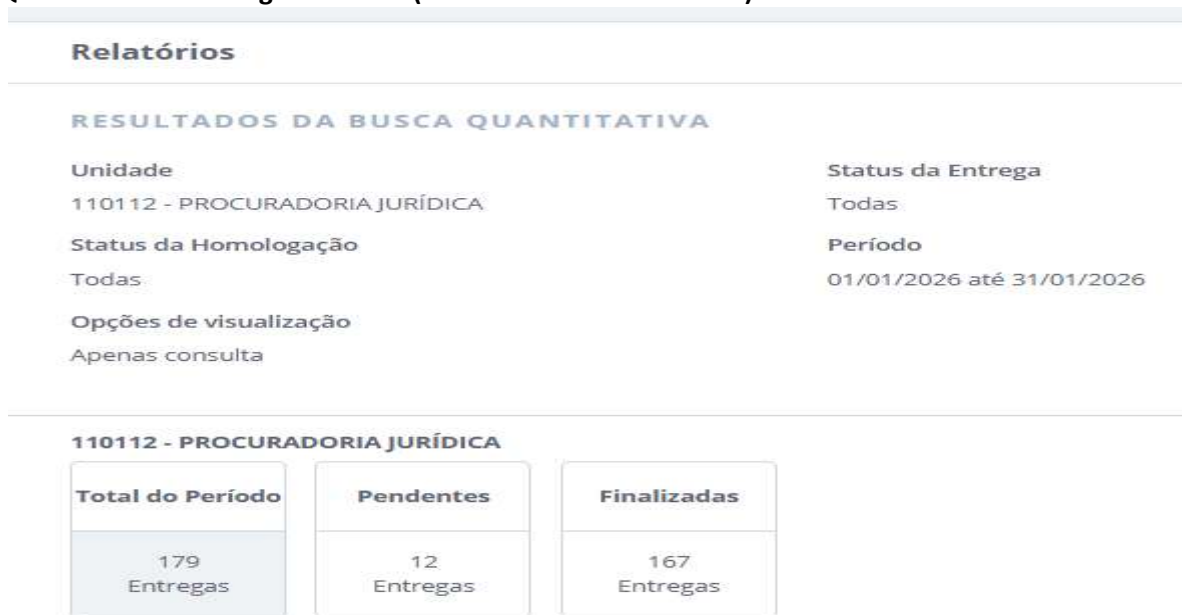 Relatórios
RESULTADOS DA BUSCA QUANTITATIVA
Unidade Status da Entrega
110112 - PROCURADORIA JURÍDICA Todas
Status da Homologação Período
Todas 01/01/2026 até 31/01/2026
Opções de visualização
Apenas consulta
110112 - PROCURADORIA JURÍDICA
Total do Período Pendentes Finalizadas
179 12 167
Entregas Entregas Entregas